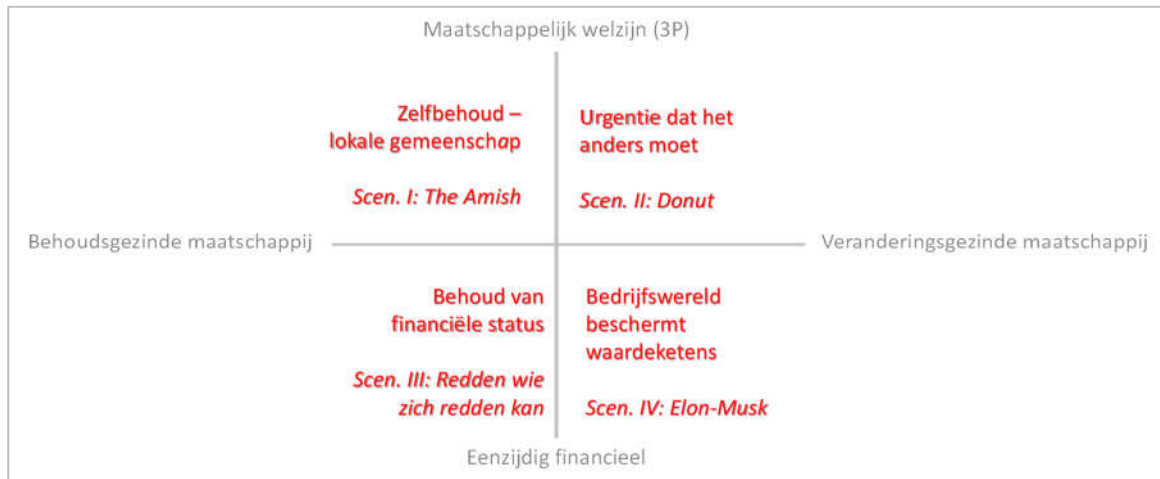 Maatschappelijk welzijn (3P)
Zelfbehoud –
lokale gemeenschap
Scen. I: The Amish
Urgentie dat het
anders moet
Scen. II: Donut
Behoudsgezinde maatschappij
Veranderingsgezinde maatschappij
Behoud van
financiële status
Scen. III: Redden wie
zich redden kan
Bedrijfswereld
beschermt
waardeketens
Scen. IV: Elon-Musk
Eenzijdig financieel